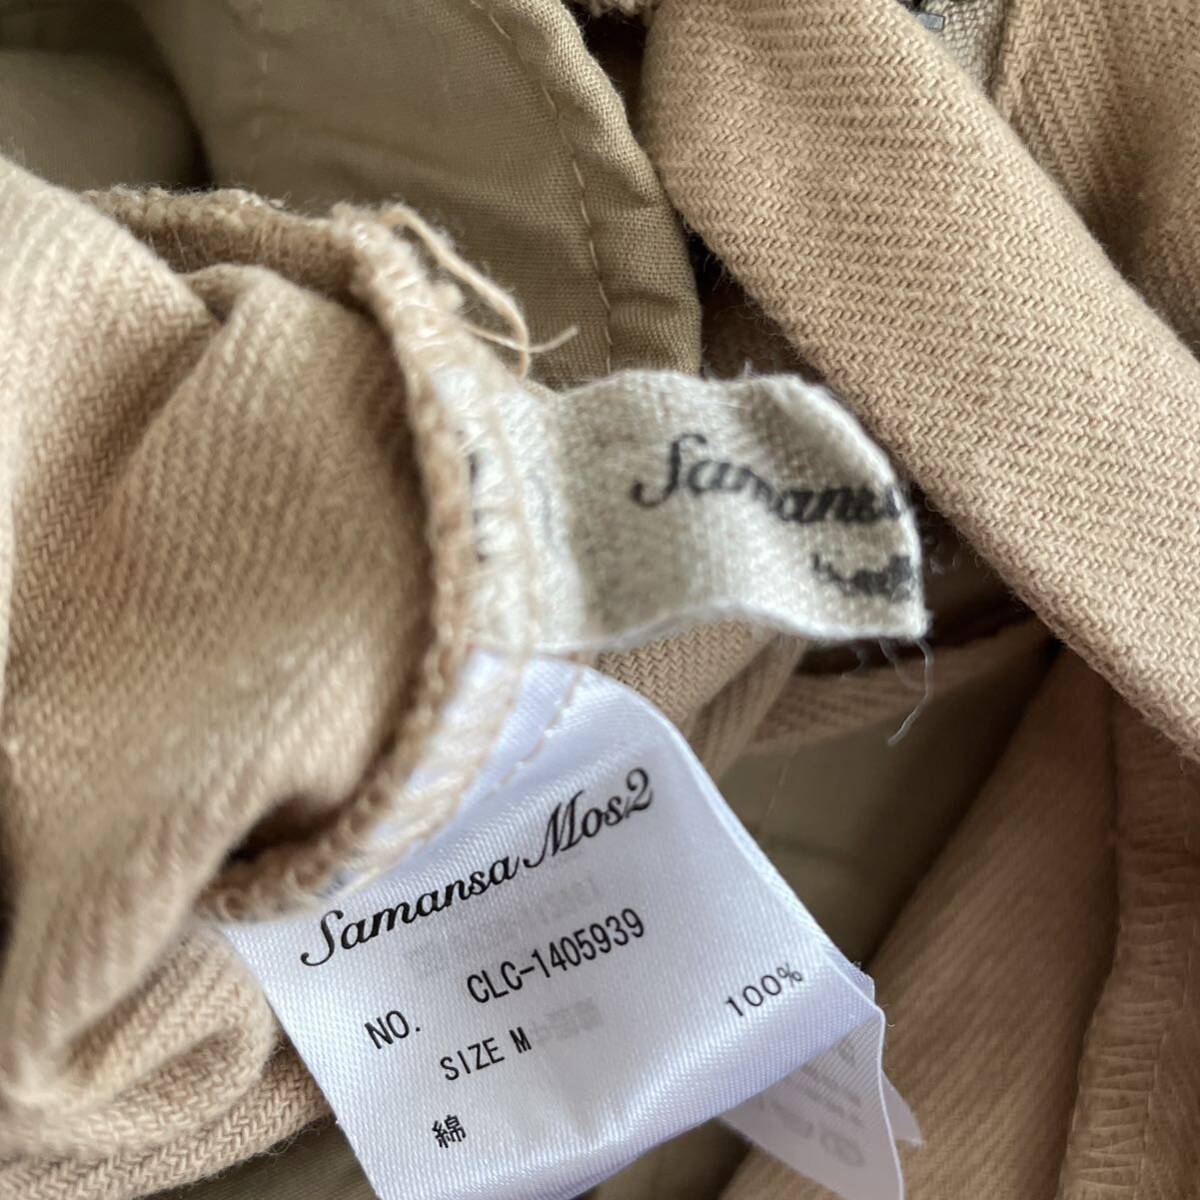 Samansa
Samansa Mos2
NO. CLC-1405939
SIZE M
綿 100%